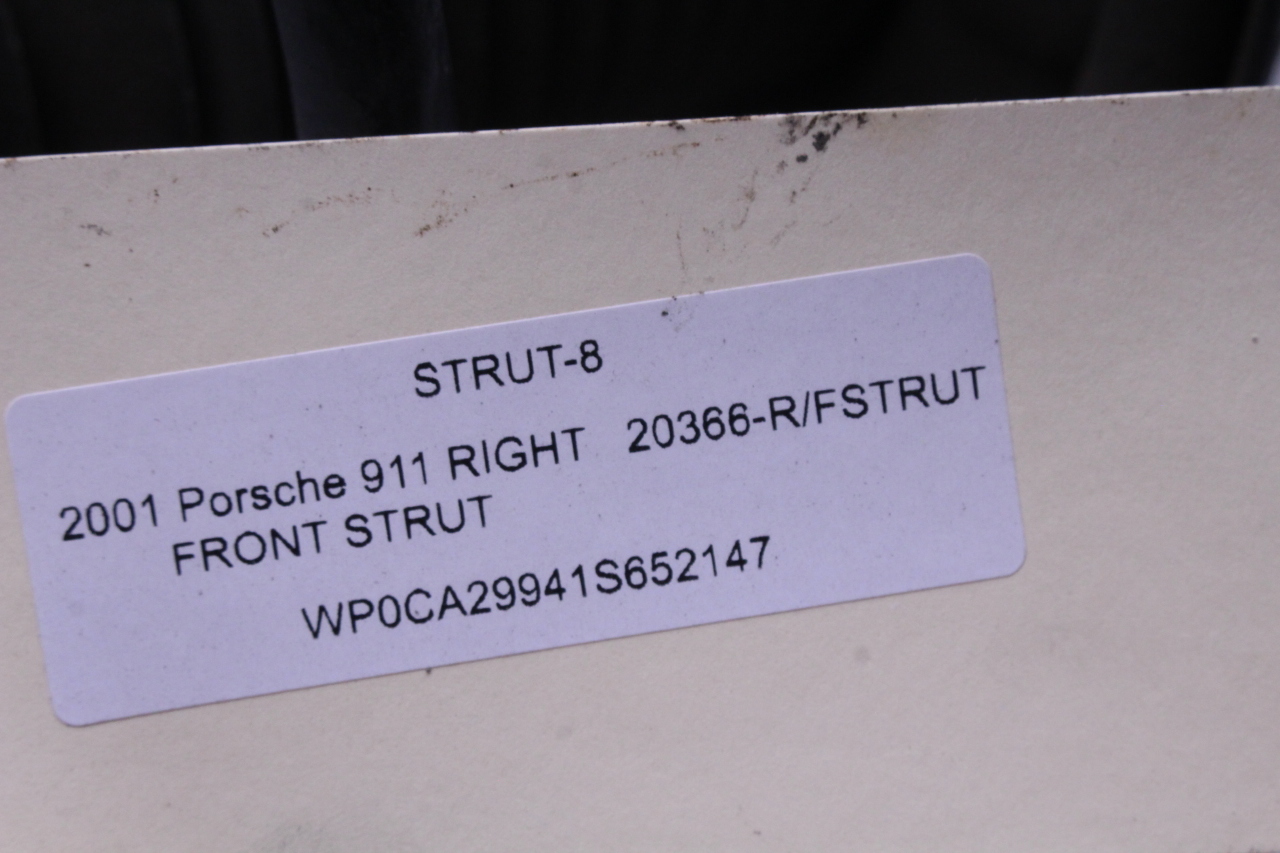 STRUT-8
2001 Porsche 911 RIGHT 20366-R/FSTRUT
FRONT STRUT
WP0CA29941S652147